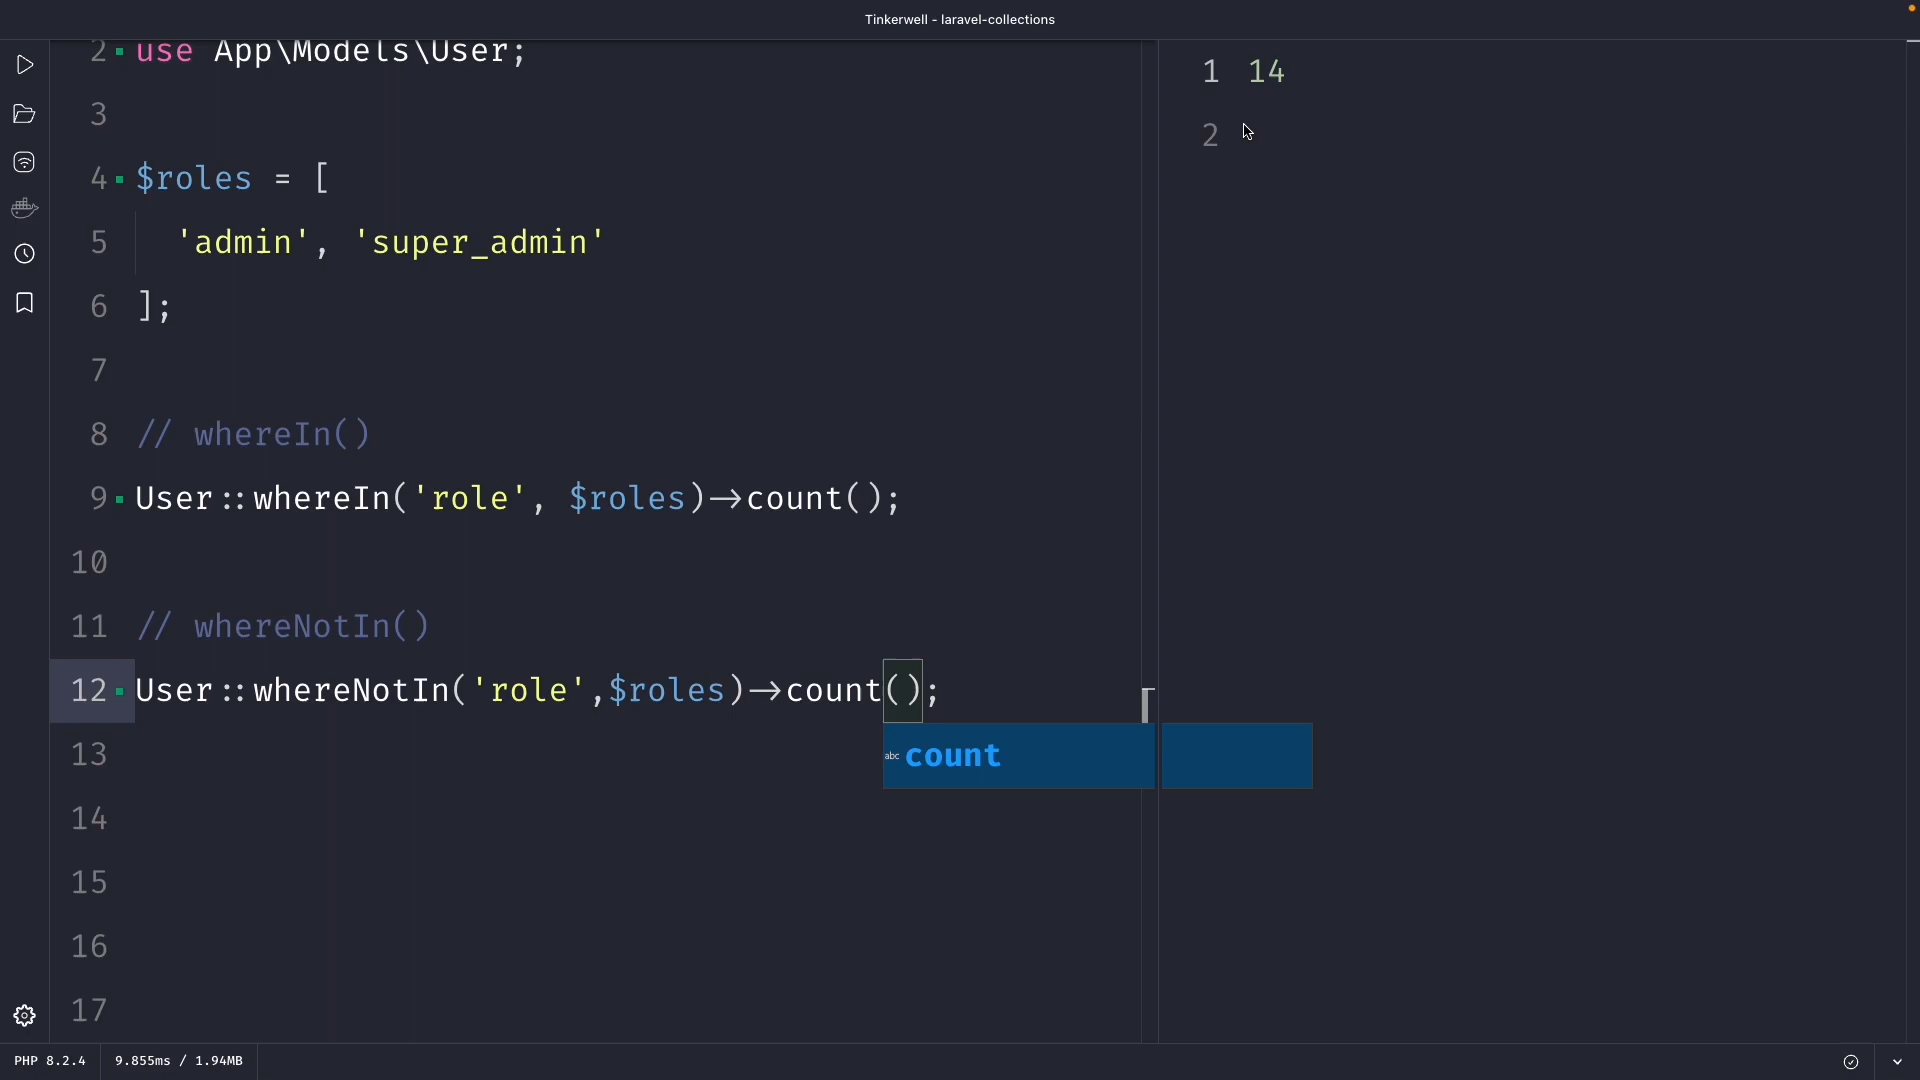 Tinkerwell - laravel-collections
2 use App\Models\User;
3
4 $roles = [
5 'admin', 'super_admin'
6 ];
7
8 // whereIn()
9 User::whereIn('role', $roles)->count();
10
11 // whereNotIn()
12 User::whereNotIn('role',$roles)->count();
abc count
13
14
15
16
17
1 14
2
PHP 8.2.4
9.855ms / 1.94MB